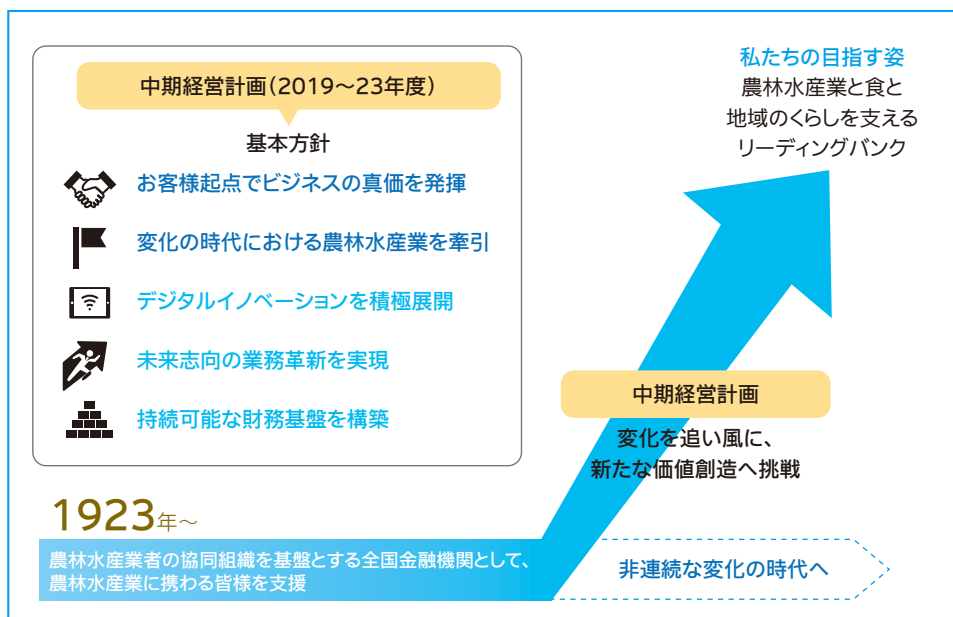 中期経営計画(2019〜23年度)
基本方針
お客様起点でビジネスの真価を発揮
変化の時代における農林水産業を牽引
デジタルイノベーションを積極展開
未来志向の業務革新を実現
持続可能な財務基盤を構築
私たちの目指す姿
農林水産業と食と
地域のくらしを支える
リーディングバンク
中期経営計画
変化を追い風に、
新たな価値創造へ挑戦
1923年〜
農林水産業者の協同組織を基盤とする全国金融機関として、
農林水産業に携わる皆様を支援
非連続な変化の時代へ